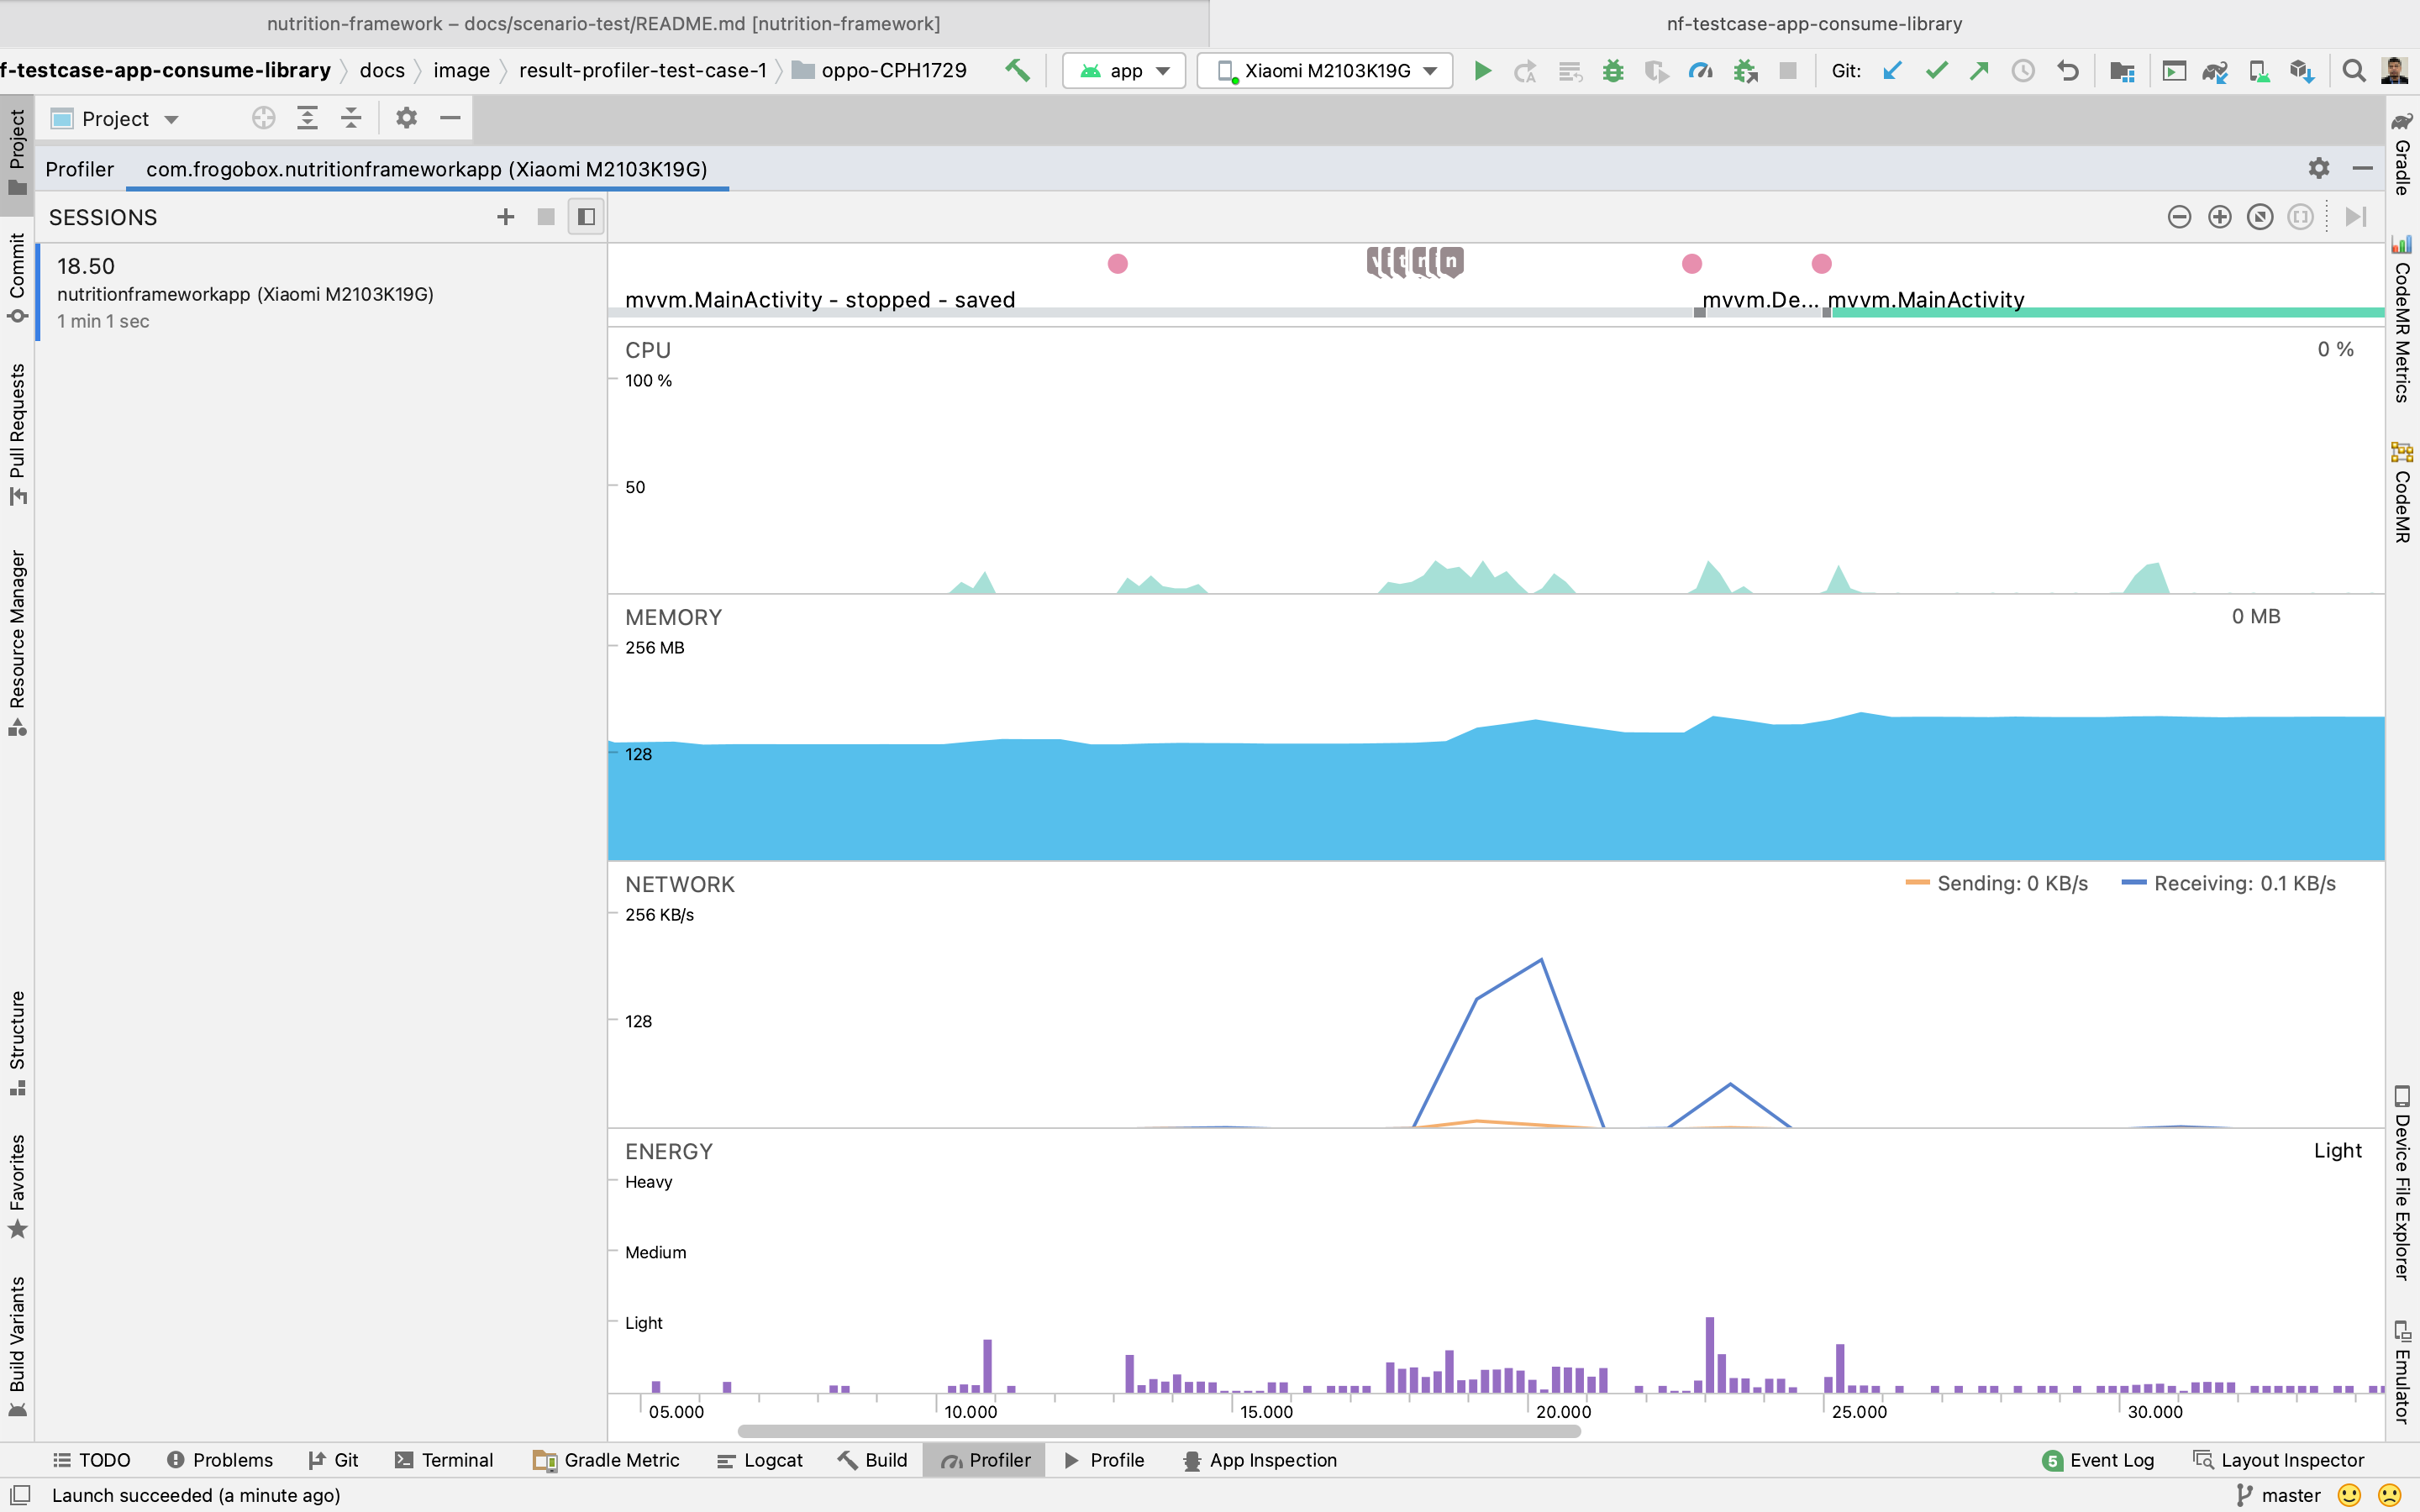 nutrition-framework – docs/scenario-test/README.md [nutrition-framework]
nf-testcase-app-consume-library
f-testcase-app-consume-library
docs
image
result-profiler-test-case-1
oppo-CPH1729
app
Xiaomi M2103K19G
Git:
Project
Profiler
com.frogobox.nutritionframeworkapp (Xiaomi M2103K19G)
SESSIONS
18.50
nutritionframeworkapp (Xiaomi M2103K19G)
1 min 1 sec
mvvm.MainActivity - stopped - saved
mvvm.De...
mvvm.MainActivity
CPU
0 %
100 %
50
MEMORY
0 MB
256 MB
128
NETWORK
Sending: 0 KB/s
Receiving: 0.1 KB/s
256 KB/s
128
ENERGY
Light
Heavy
Medium
Light
05.000
10.000
15.000
20.000
25.000
30.000
Project
Commit
Pull Requests
Resource Manager
Structure
Favorites
Build Variants
Gradle
CodeMR Metrics
CodeMR
Device File Explorer
Emulator
TODO
Problems
Git
Terminal
Gradle Metric
Logcat
Build
Profiler
Profile
App Inspection
5
Event Log
Layout Inspector
Launch succeeded (a minute ago)
master